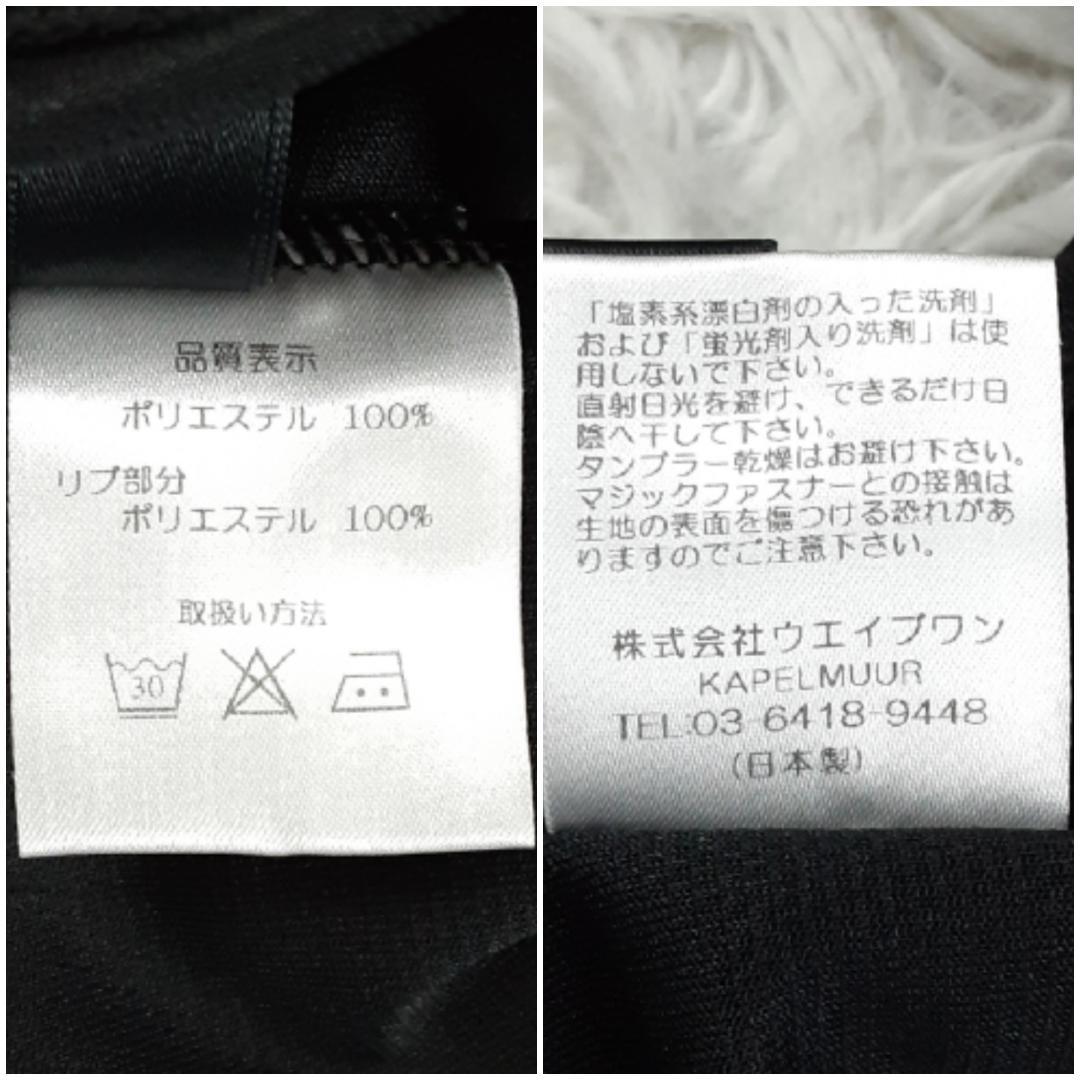 品質表示
ポリエステル 100%
リブ部分
ポリエステル 100%
取扱い方法
30
「塩素系漂白剤の入った洗剤」
および「蛍光剤入り洗剤」は使
用しないで下さい。
直射日光を避け、できるだけ日
陰へ干して下さい。
タンブラー乾燥はお避け下さい。
マジックファスナーとの接触は
生地の表面を傷つける恐れがあ
りますのでご注意下さい。
株式会社ウエイブワン
KAPELMUUR
TEL:03-6418-9448
(日本製)